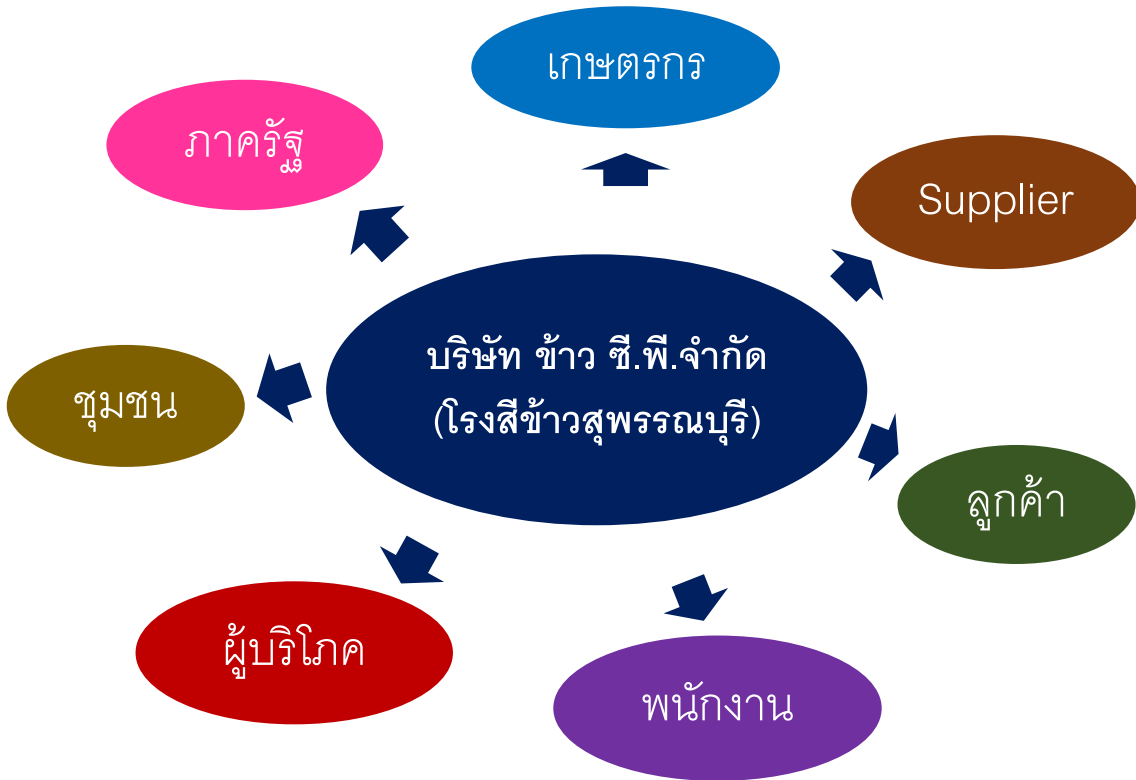 เกษตรกร
ภาครัฐ
Supplier
บริษัท ข้าว ซี.พี.จำกัด
(โรงสีข้าวสุพรรณบุรี)
ชุมชน
ลูกค้า
ผู้บริโภค
พนักงาน